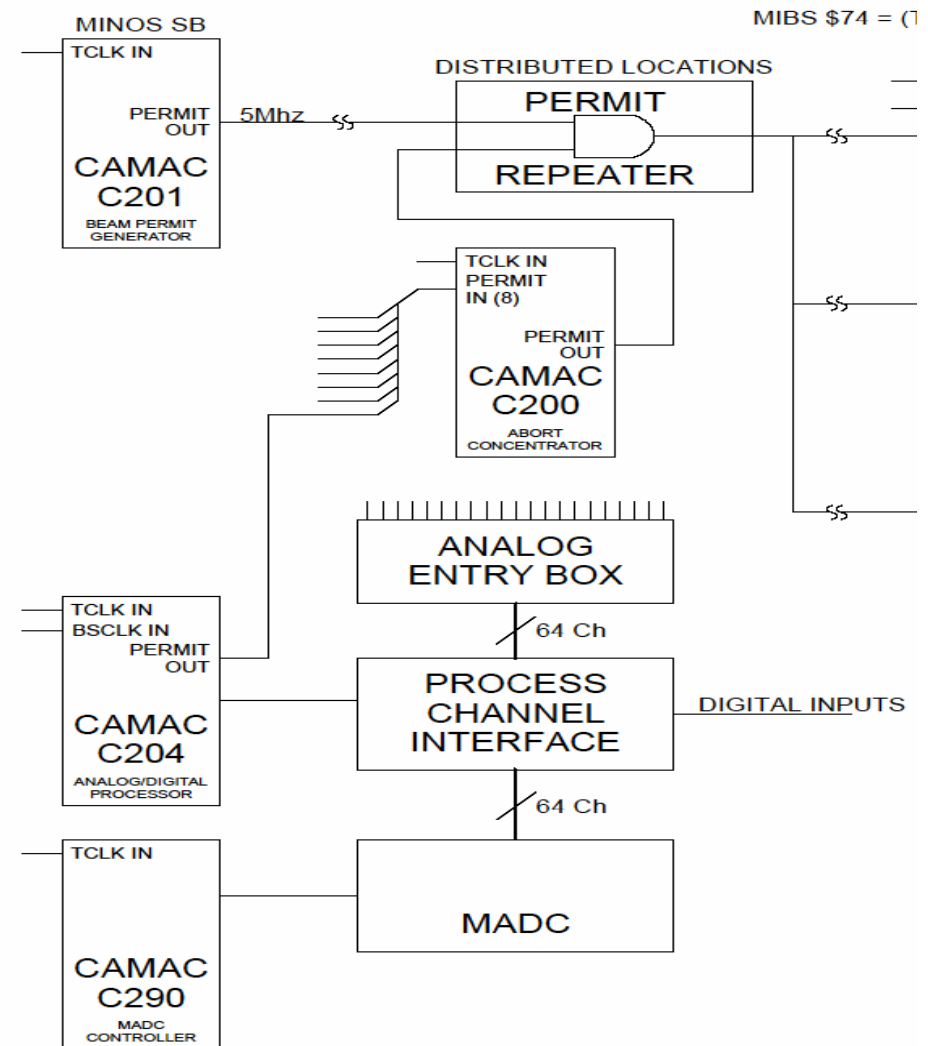 MIBS $74 = (T
MINOS SB
TCLK IN
PERMIT
OUT
5Mhz
CAMAC
C201
BEAM PERMIT
GENERATOR
DISTRIBUTED LOCATIONS
PERMIT
REPEATER
TCLK IN
PERMIT
IN (8)
PERMIT
OUT
CAMAC
C200
ABORT
CONCENTRATOR
ANALOG
ENTRY BOX
64 Ch
TCLK IN
BSCLK IN
PERMIT
OUT
CAMAC
C204
ANALOG/DIGITAL
PROCESSOR
PROCESS
CHANNEL
INTERFACE
DIGITAL INPUTS
64 Ch
TCLK IN
CAMAC
C290
MADC
CONTROLLER
MADC